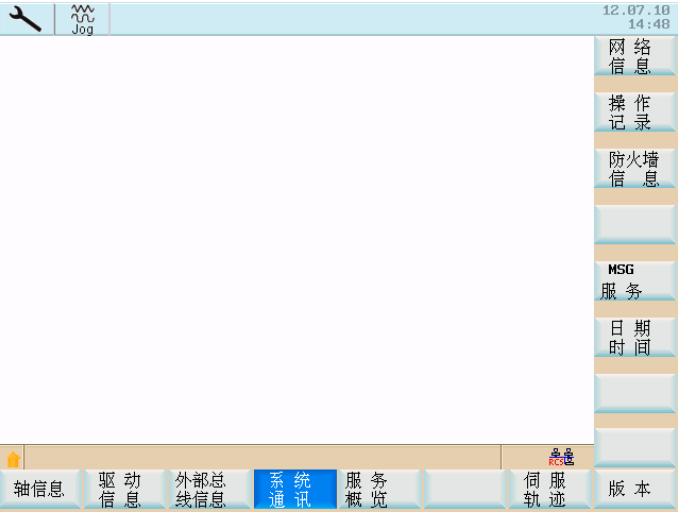 12.07.10
14:48
Jog
网 络
信 息
操 作
记 录
防火墙
信 息
MSG
服 务
日 期
时 间
RCS
轴信息
驱 动
信 息
外部总
线信息
系 统
通 讯
服 务
概 览
伺 服
轨 迹
版 本